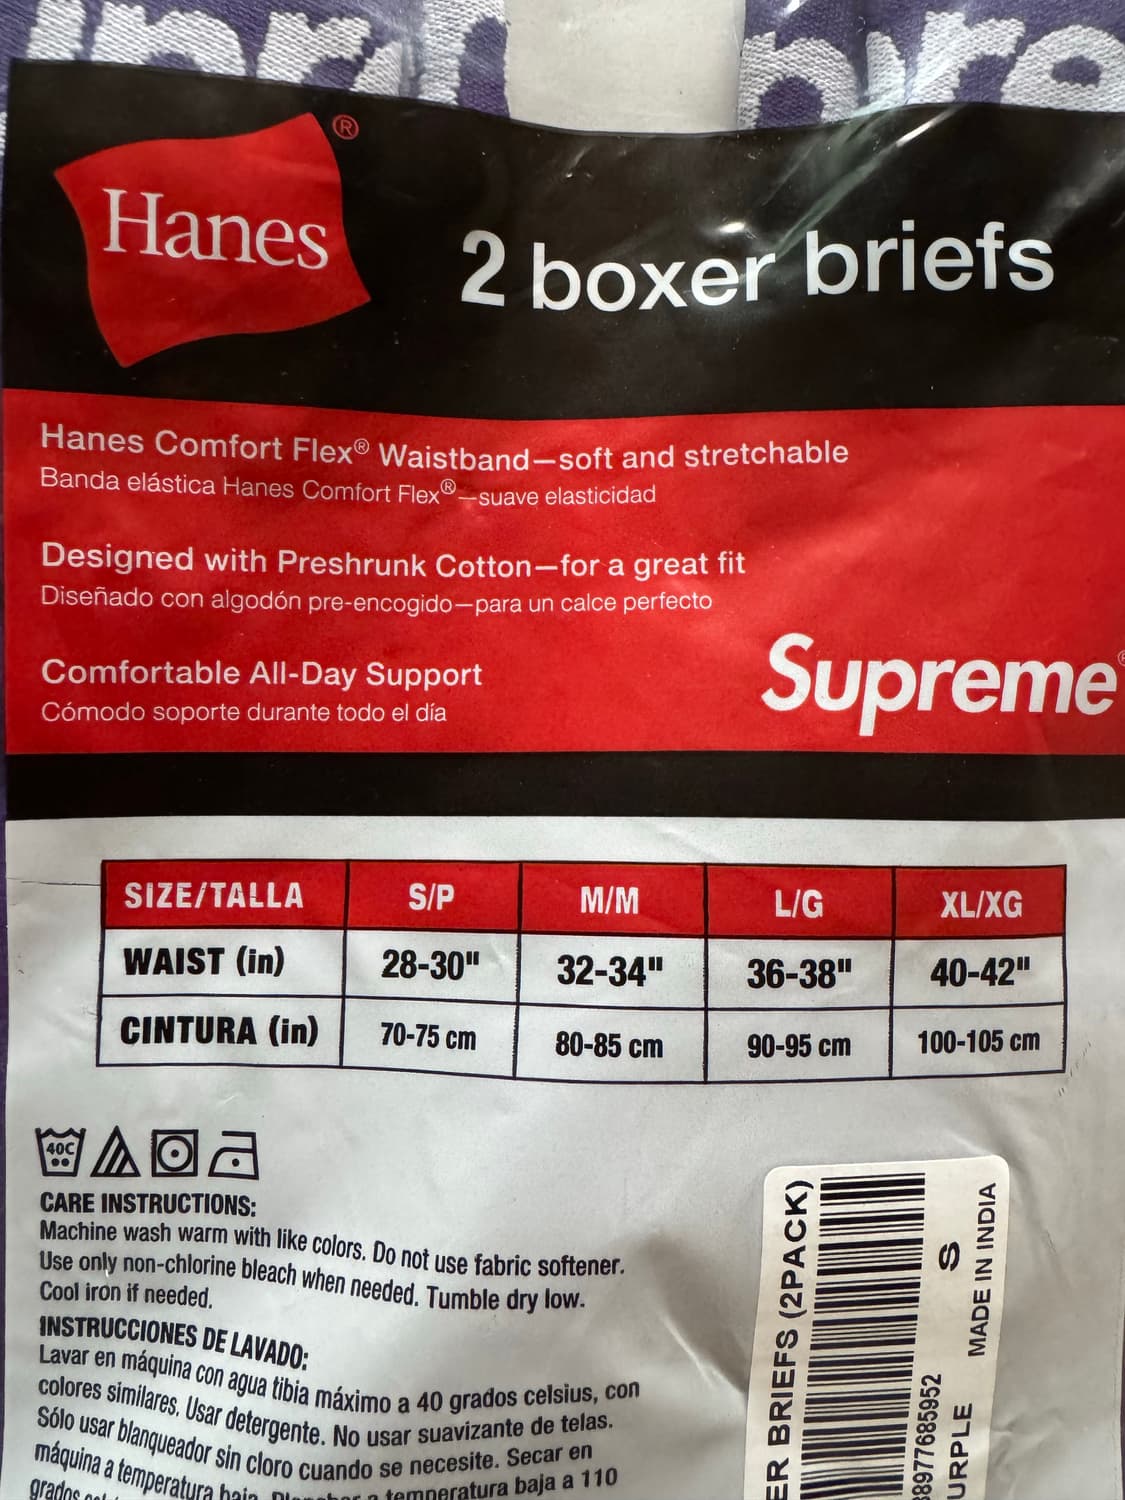 Hanes®
2 boxer briefs
Hanes Comfort Flex® Waistband—soft and stretchable
Banda elástica Hanes Comfort Flex®—suave elasticidad
Designed with Preshrunk Cotton—for a great fit
Diseñado con algodón pre-encogido—para un calce perfecto
Comfortable All-Day Support
Cómodo soporte durante todo el día
Supreme®
SIZE/TALLA S/P M/M L/G XL/XG
WAIST (in) 28-30" 32-34" 36-38" 40-42"
CINTURA (in) 70-75 cm 80-85 cm 90-95 cm 100-105 cm
40C
CARE INSTRUCTIONS:
Machine wash warm with like colors. Do not use fabric softener.
Use only non-chlorine bleach when needed. Tumble dry low.
Cool iron if needed.
INSTRUCCIONES DE LAVADO:
Lavar en máquina con agua tibia máximo a 40 grados celsius, con
colores similares. Usar detergente. No usar suavizante de telas.
Sólo usar blanqueador sin cloro cuando se necesite. Secar en
máquina a temperatura baja. a temperatura baja a 110
grados
ER BRIEFS (2PACK)
88977685952
URPLE S
MADE IN INDIA